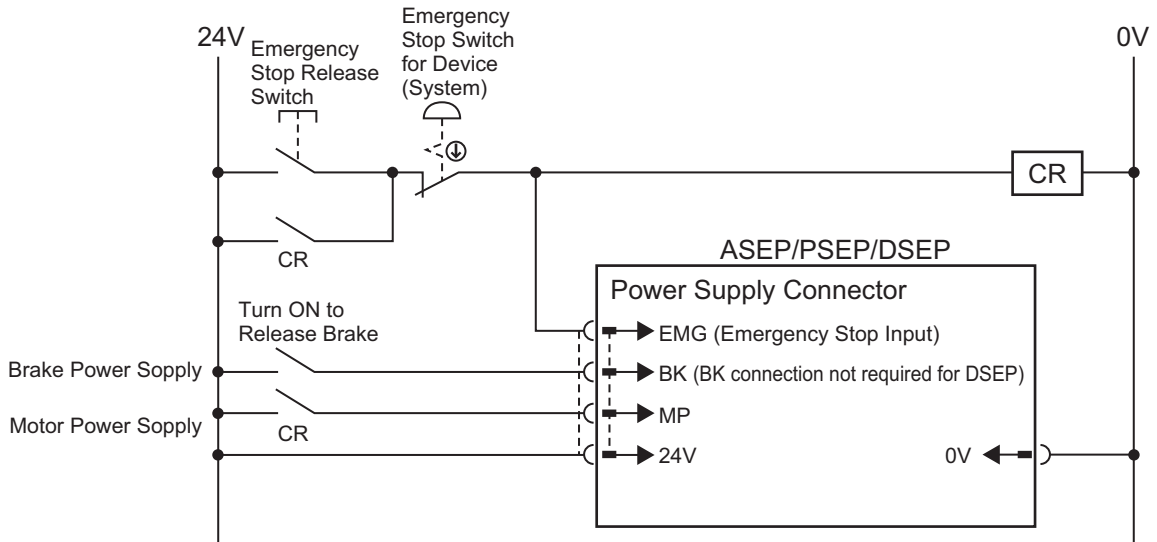 24V
Emergency
Stop Release
Switch
Emergency
Stop Switch
for Device
(System)
0V
CR
CR
ASEP/PSEP/DSEP
Power Supply Connector
Turn ON to
Release Brake
EMG (Emergency Stop Input)
Brake Power Sopply
BK (BK connection not required for DSEP)
MP
Motor Power Sopply
CR
24V
0V